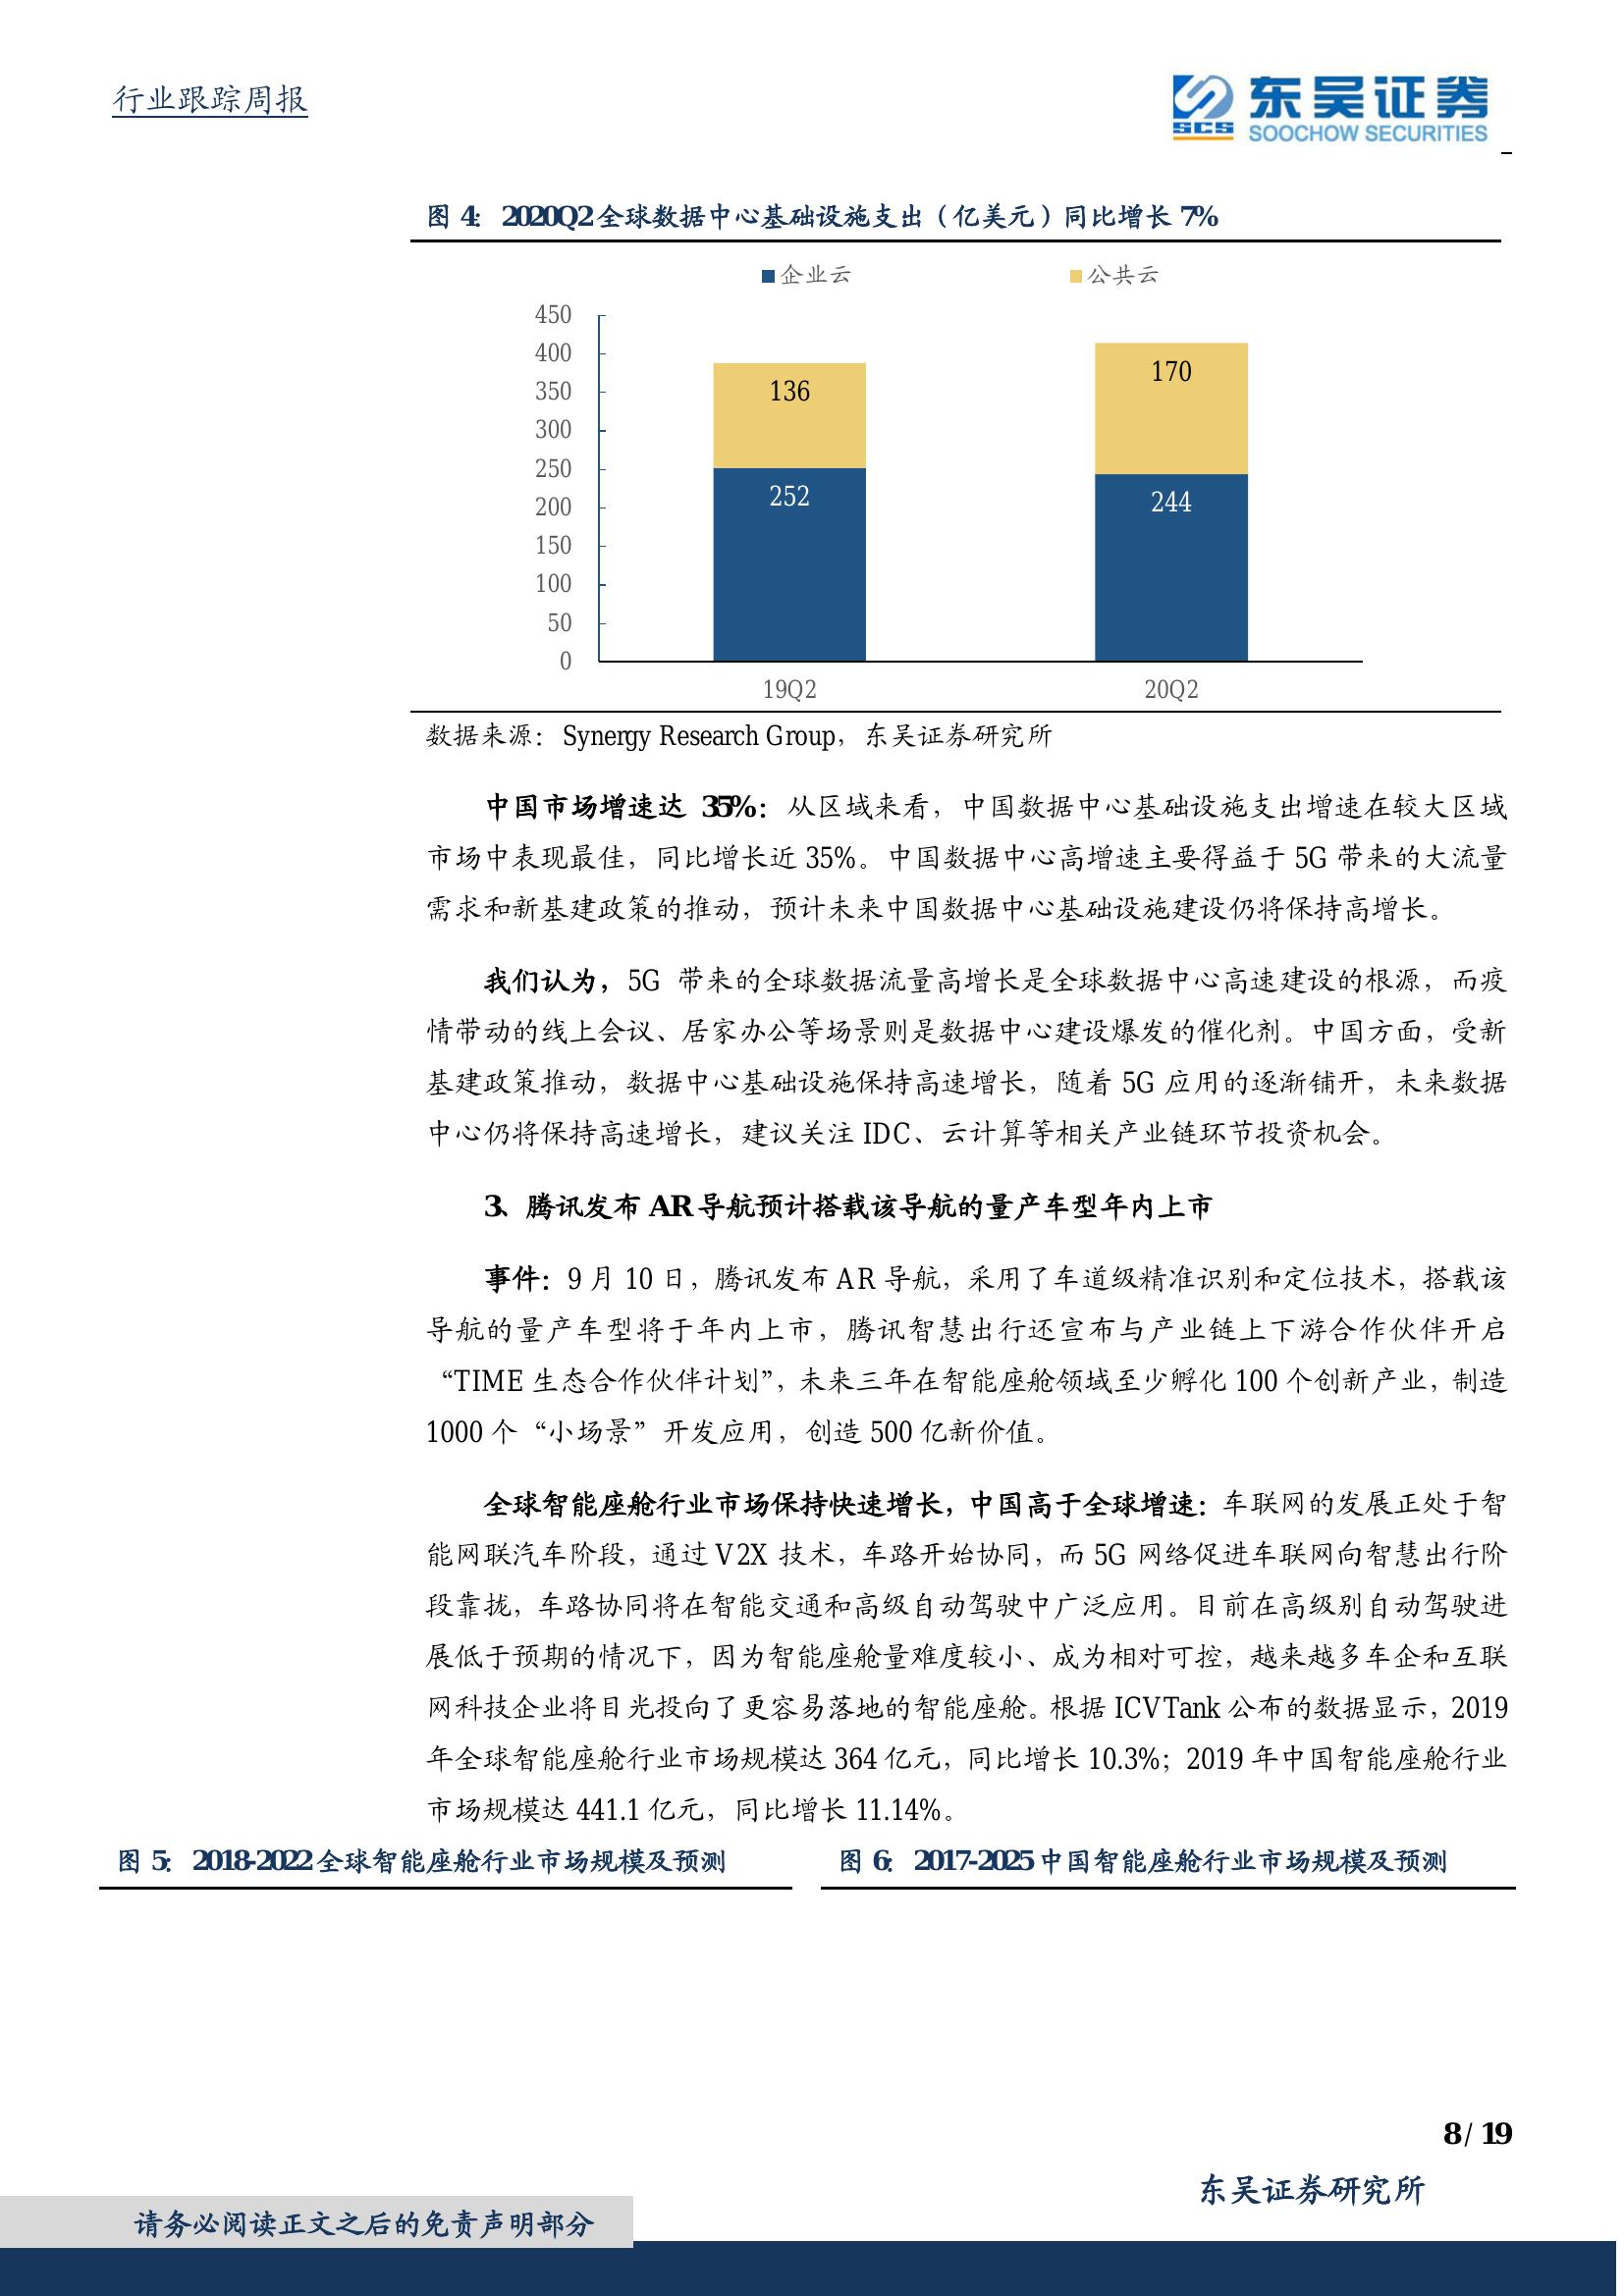 行业跟踪周报
东吴证券
SCS
SOOCHOW SECURITIES
图 4： 2020Q2 全球数据中心基础设施支出（亿美元）同比增长 7%
企业云 公共云
450
400
350
300
250
200
150
100
50
0
136
252
170
244
19Q2 20Q2
数据来源：Synergy Research Group，东吴证券研究所
中国市场增速达 35%：从区域来看，中国数据中心基础设施支出增速在较大区域
市场中表现最佳，同比增长近 35%。中国数据中心高增速主要得益于 5G 带来的大流量
需求和新基建政策的推动，预计未来中国数据中心基础设施建设仍将保持高增长。
我们认为，5G 带来的全球数据流量高增长是全球数据中心高速建设的根源，而疫
情带动的线上会议、居家办公等场景则是数据中心建设爆发的催化剂。中国方面，受新
基建政策推动，数据中心基础设施保持高速增长，随着 5G 应用的逐渐铺开，未来数据
中心仍将保持高速增长，建议关注 IDC、云计算等相关产业链环节投资机会。
3、腾讯发布 AR 导航预计搭载该导航的量产车型年内上市
事件：9 月 10 日，腾讯发布 AR 导航，采用了车道级精准识别和定位技术，搭载该
导航的量产车型将于年内上市，腾讯智慧出行还宣布与产业链上下游合作伙伴开启
“TIME 生态合作伙伴计划”，未来三年在智能座舱领域至少孵化 100 个创新产业，制造
1000 个“小场景”开发应用，创造 500 亿新价值。
全球智能座舱行业市场保持快速增长，中国高于全球增速：车联网的发展正处于智
能网联汽车阶段，通过 V2X 技术，车路开始协同，而 5G 网络促进车联网向智慧出行阶
段靠拢，车路协同将在智能交通和高级自动驾驶中广泛应用。目前在高级别自动驾驶进
展低于预期的情况下，因为智能座舱量难度较小、成为相对可控，越来越多车企和互联
网科技企业将目光投向了更容易落地的智能座舱。根据 ICVTank 公布的数据显示，2019
年全球智能座舱行业市场规模达 364 亿元，同比增长 10.3%；2019 年中国智能座舱行业
市场规模达 441.1 亿元，同比增长 11.14%。
图 5： 2018-2022 全球智能座舱行业市场规模及预测
图 6： 2017-2025 中国智能座舱行业市场规模及预测
8 / 19
东吴证券研究所
请务必阅读正文之后的免责声明部分